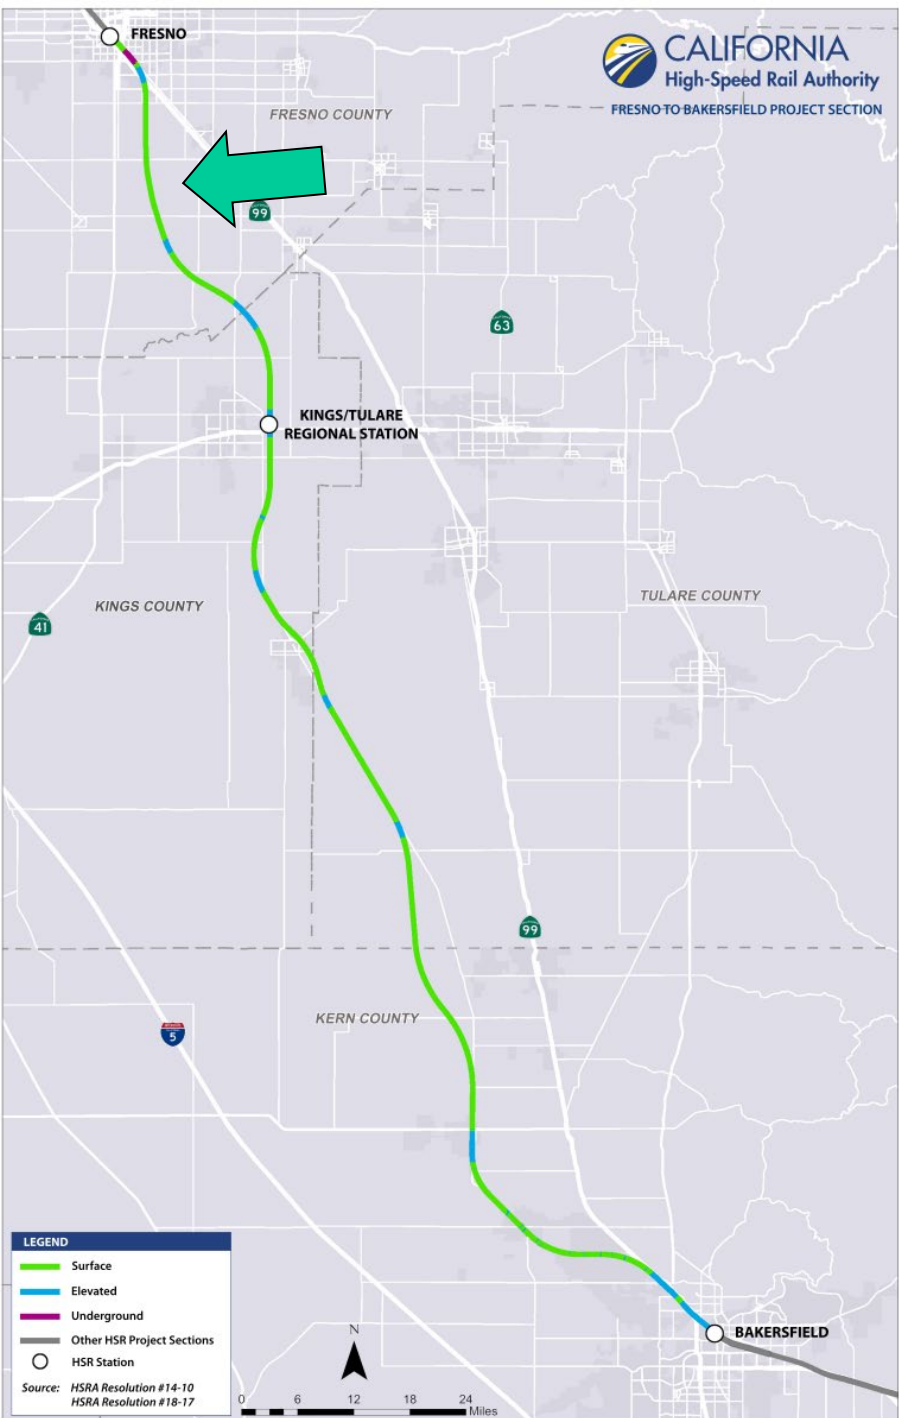 FRESNO
CALIFORNIA
High-Speed Rail Authority
FRESNO TO BAKERSFIELD PROJECT SECTION
FRESNO COUNTY
99
63
KINGS/TULARE
REGIONAL STATION
KINGS COUNTY
TULARE COUNTY
41
99
KERN COUNTY
5
LEGEND
Surface
Elevated
Underground
Other HSR Project Sections
HSR Station
Source: HSRA Resolution #14-10
HSRA Resolution #18-17
N
0 6 12 18 24
Miles
BAKERSFIELD